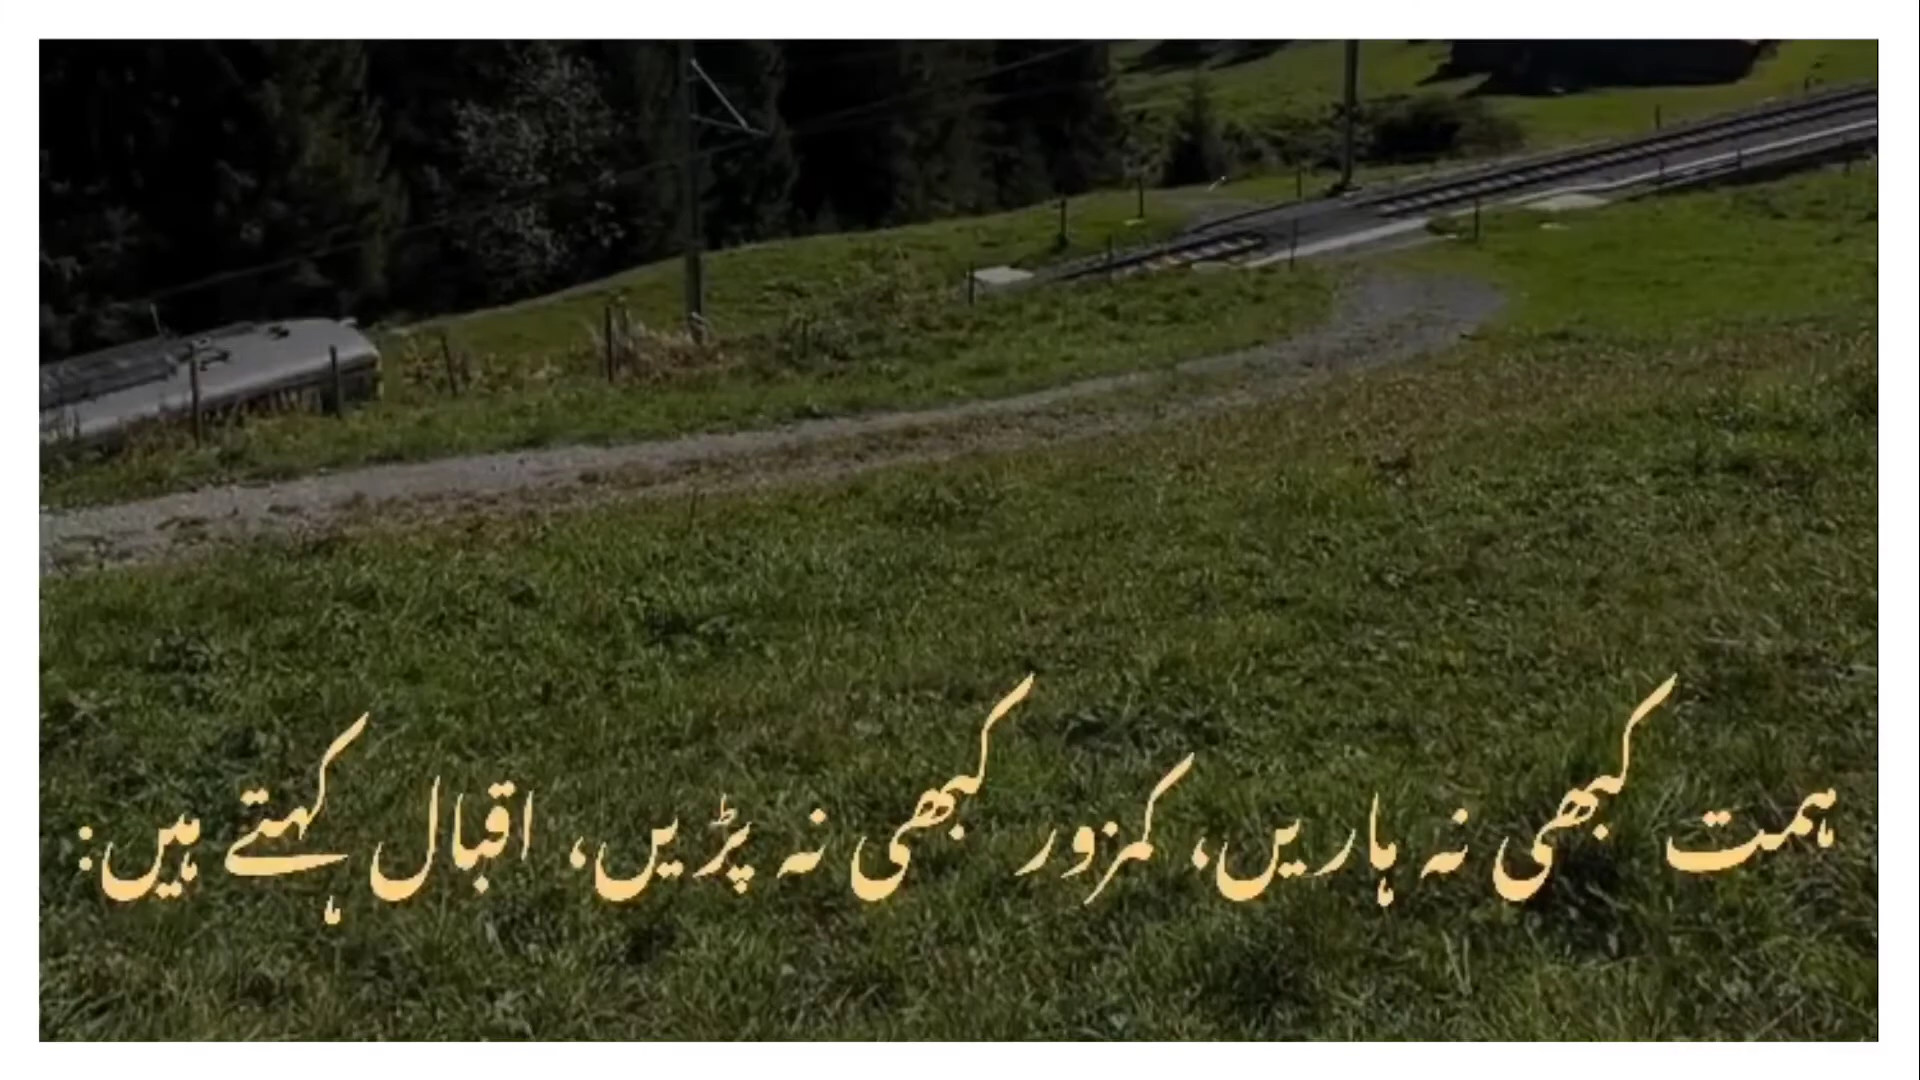 ہمت کبھی نہ ہاریں، کمزور کبھی نہ پڑیں، اقبال کہتے ہیں: